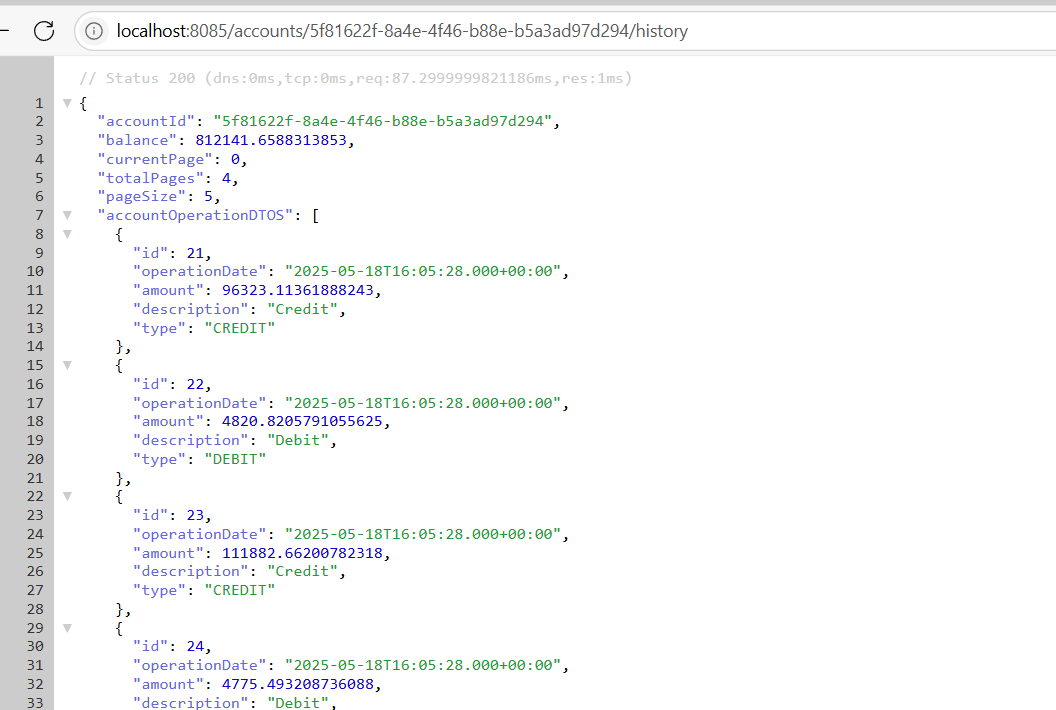 localhost:8085/accounts/5f81622f-8a4e-4f46-b88e-b5a3ad97d294/history
// Status 200 (dns:0ms,tcp:0ms,req:87.2999999821186ms,res:1ms)
1 {
2 "accountId": "5f81622f-8a4e-4f46-b88e-b5a3ad97d294",
3 "balance": 812141.6588313853,
4 "currentPage": 0,
5 "totalPages": 4,
6 "pageSize": 5,
7 "accountOperationDTOS": [
8 {
9 "id": 21,
10 "operationDate": "2025-05-18T16:05:28.000+00:00",
11 "amount": 96323.11361888243,
12 "description": "Credit",
13 "type": "CREDIT"
14 },
15 {
16 "id": 22,
17 "operationDate": "2025-05-18T16:05:28.000+00:00",
18 "amount": 4820.8205791055625,
19 "description": "Debit",
20 "type": "DEBIT"
21 },
22 {
23 "id": 23,
24 "operationDate": "2025-05-18T16:05:28.000+00:00",
25 "amount": 111882.66200782318,
26 "description": "Credit",
27 "type": "CREDIT"
28 },
29 {
30 "id": 24,
31 "operationDate": "2025-05-18T16:05:28.000+00:00",
32 "amount": 4775.493208736088,
33 "description": "Debit",